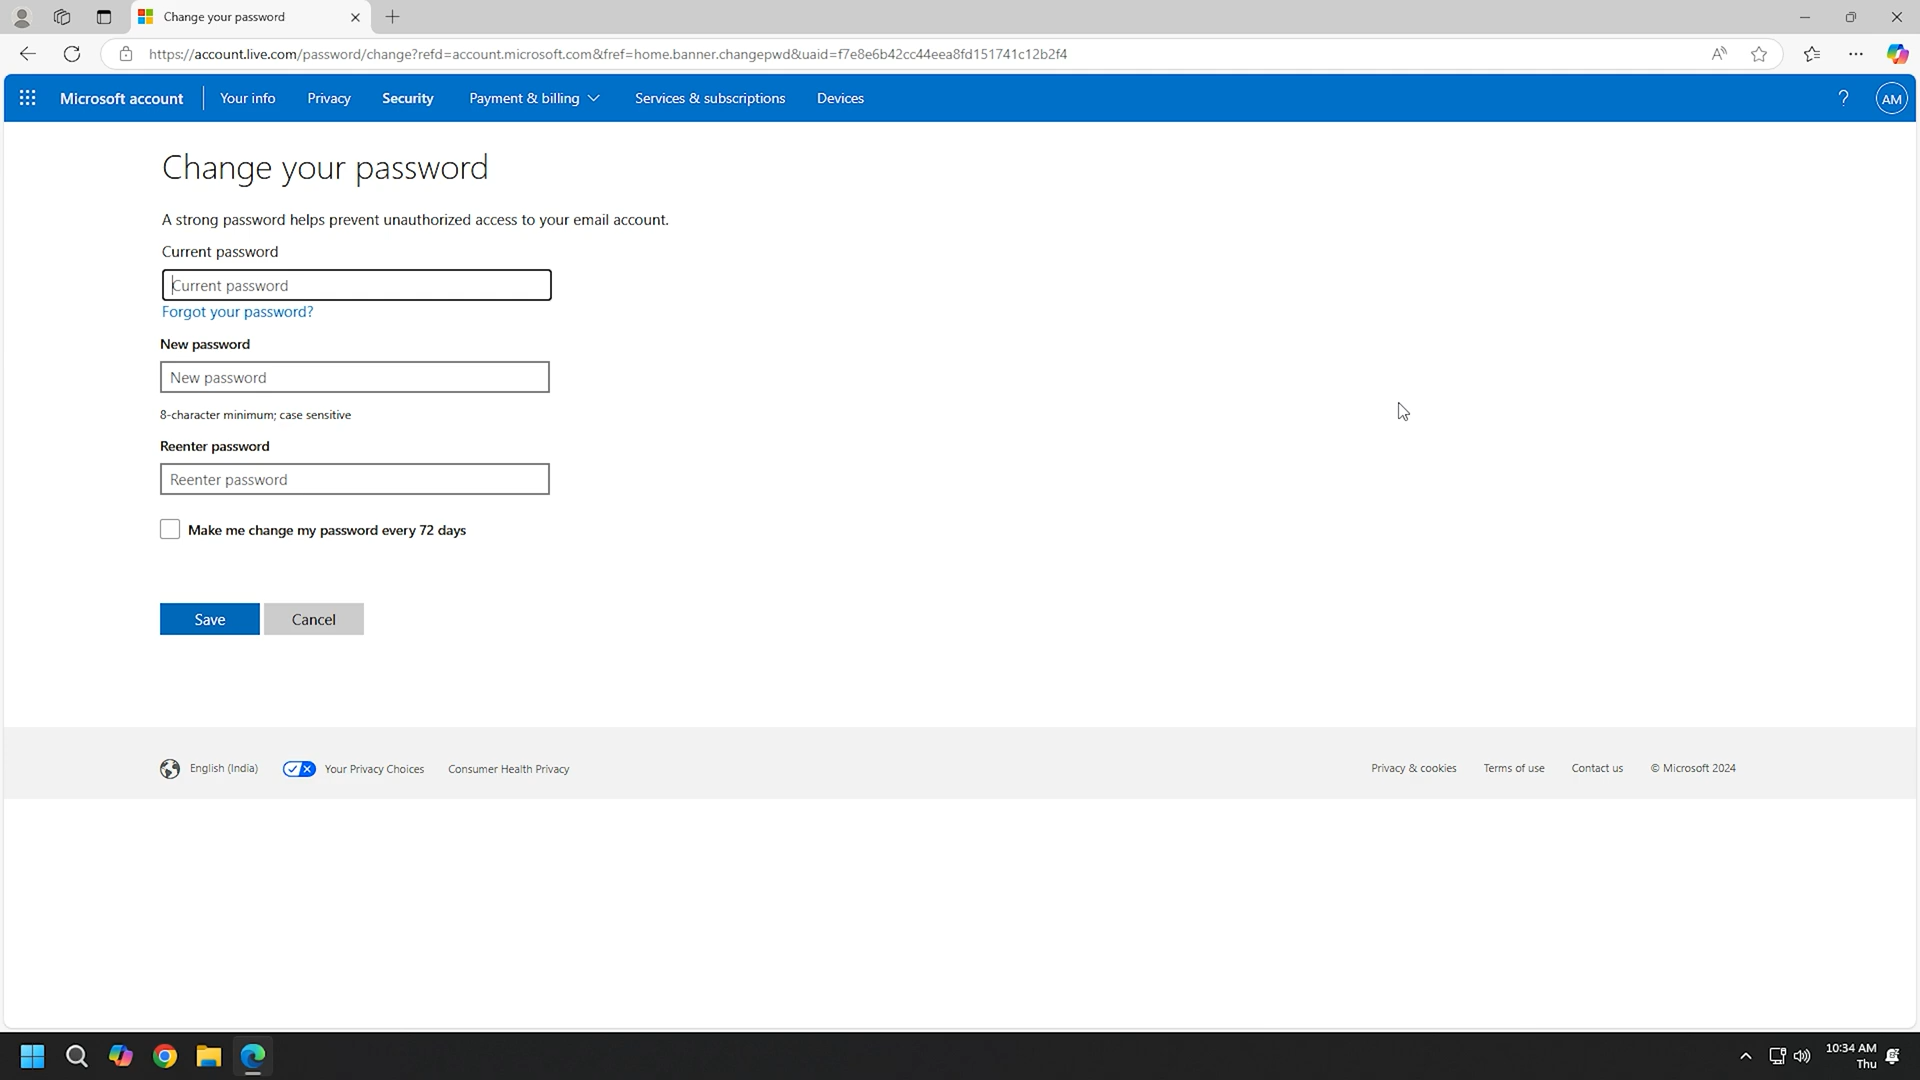 Change your password
https://account.live.com/password/change?refd=account.microsoft.com&fref=home.banner.changepwd&uaid=f7e8e6b42cc44eea8fd151741c12b2f4
Microsoft account Your info Privacy Security Payment & billing Services & subscriptions Devices ? AM
Change your password
A strong password helps prevent unauthorized access to your email account.
Current password
Current password
Forgot your password?
New password
New password
8-character minimum; case sensitive
Reenter password
Reenter password
Make me change my password every 72 days
Save Cancel
English (India) Your Privacy Choices Consumer Health Privacy Privacy & cookies Terms of use Contact us © Microsoft 2024
10:34 AM
Thu